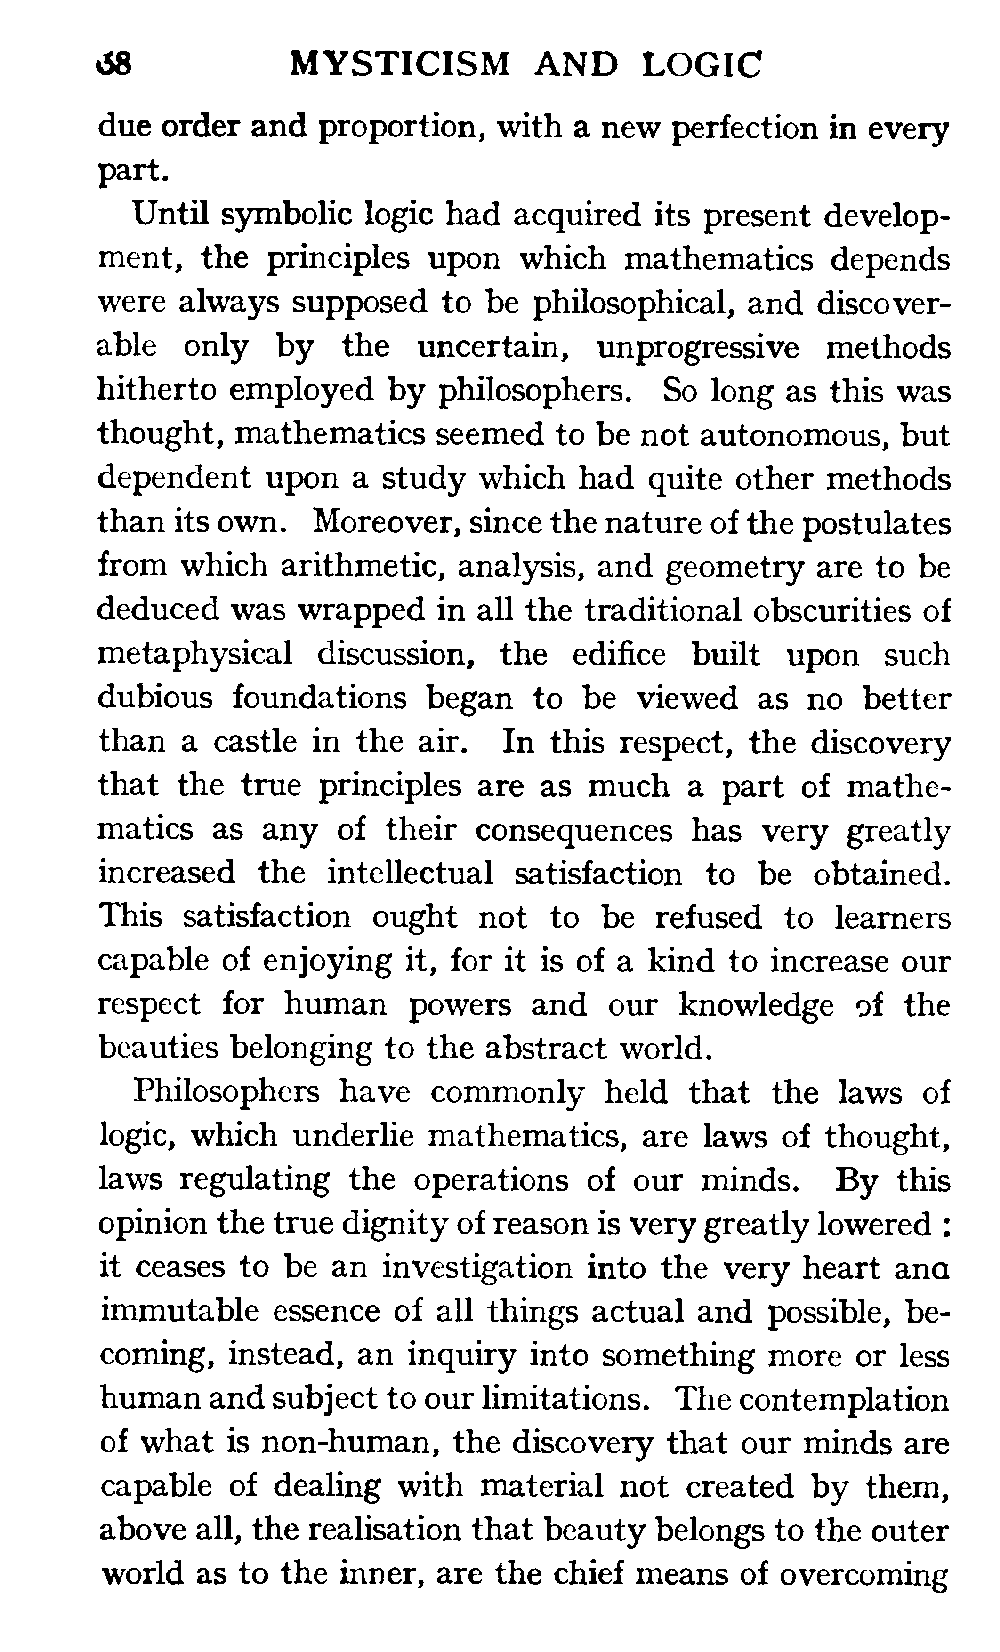 68 MYSTICISM AND LOGIC
due order and proportion, with a new perfection in every
part.
Until symbolic logic had acquired its present develop-
ment, the principles upon which mathematics depends
were always supposed to be philosophical, and discover-
able only by the uncertain, unprogressive methods
hitherto employed by philosophers. So long as this was
thought, mathematics seemed to be not autonomous, but
dependent upon a study which had quite other methods
than its own. Moreover, since the nature of the postulates
from which arithmetic, analysis, and geometry are to be
deduced was wrapped in all the traditional obscurities of
metaphysical discussion, the edifice built upon such
dubious foundations began to be viewed as no better
than a castle in the air. In this respect, the discovery
that the true principles are as much a part of mathe-
matics as any of their consequences has very greatly
increased the intellectual satisfaction to be obtained.
This satisfaction ought not to be refused to learners
capable of enjoying it, for it is of a kind to increase our
respect for human powers and our knowledge of the
beauties belonging to the abstract world.
Philosophers have commonly held that the laws of
logic, which underlie mathematics, are laws of thought,
laws regulating the operations of our minds. By this
opinion the true dignity of reason is very greatly lowered :
it ceases to be an investigation into the very heart and
immutable essence of all things actual and possible, be-
coming, instead, an inquiry into something more or less
human and subject to our limitations. The contemplation
of what is non-human, the discovery that our minds are
capable of dealing with material not created by them,
above all, the realisation that beauty belongs to the outer
world as to the inner, are the chief means of overcoming